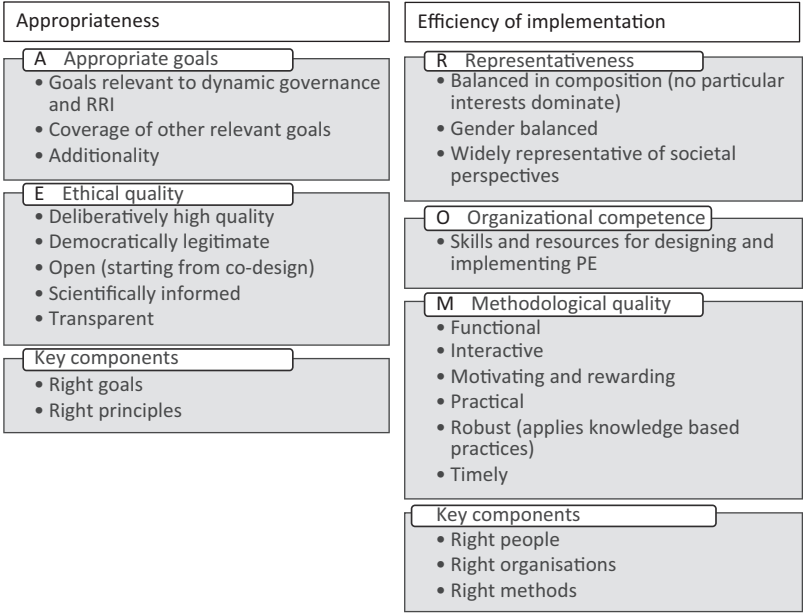 Appropriateness
A Appropriate goals
• Goals relevant to dynamic governance
and RRI
• Coverage of other relevant goals
• Additionality
E Ethical quality
• Deliberatively high quality
• Democratically legitimate
• Open (starting from co-design)
• Scientifically informed
• Transparent
Key components
• Right goals
• Right principles
Efficiency of implementation
R Representativeness
• Balanced in composition (no particular
interests dominate)
• Gender balanced
• Widely representative of societal
perspectives
O Organizational competence
• Skills and resources for designing and
implementing PE
M Methodological quality
• Functional
• Interactive
• Motivating and rewarding
• Practical
• Robust (applies knowledge based
practices)
• Timely
Key components
• Right people
• Right organisations
• Right methods